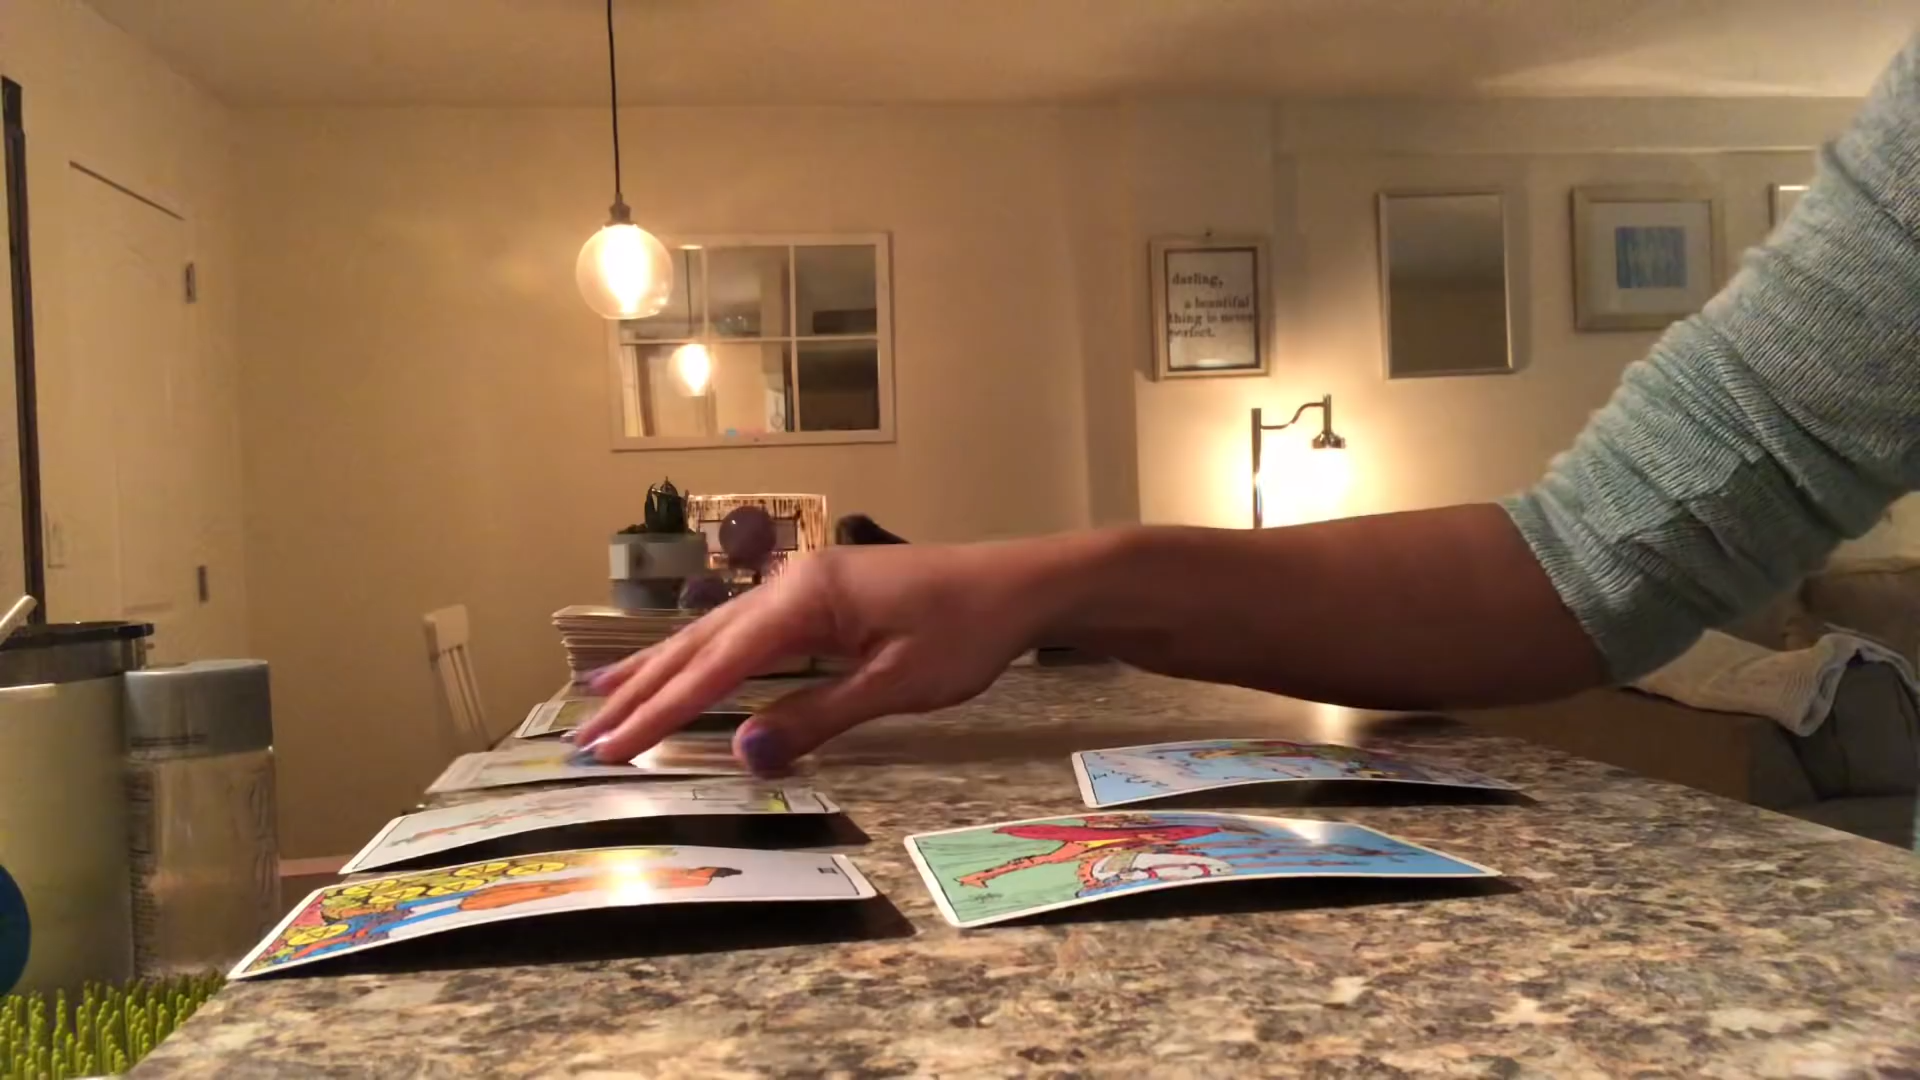 darling,
a beautiful
thing is never
perfect.